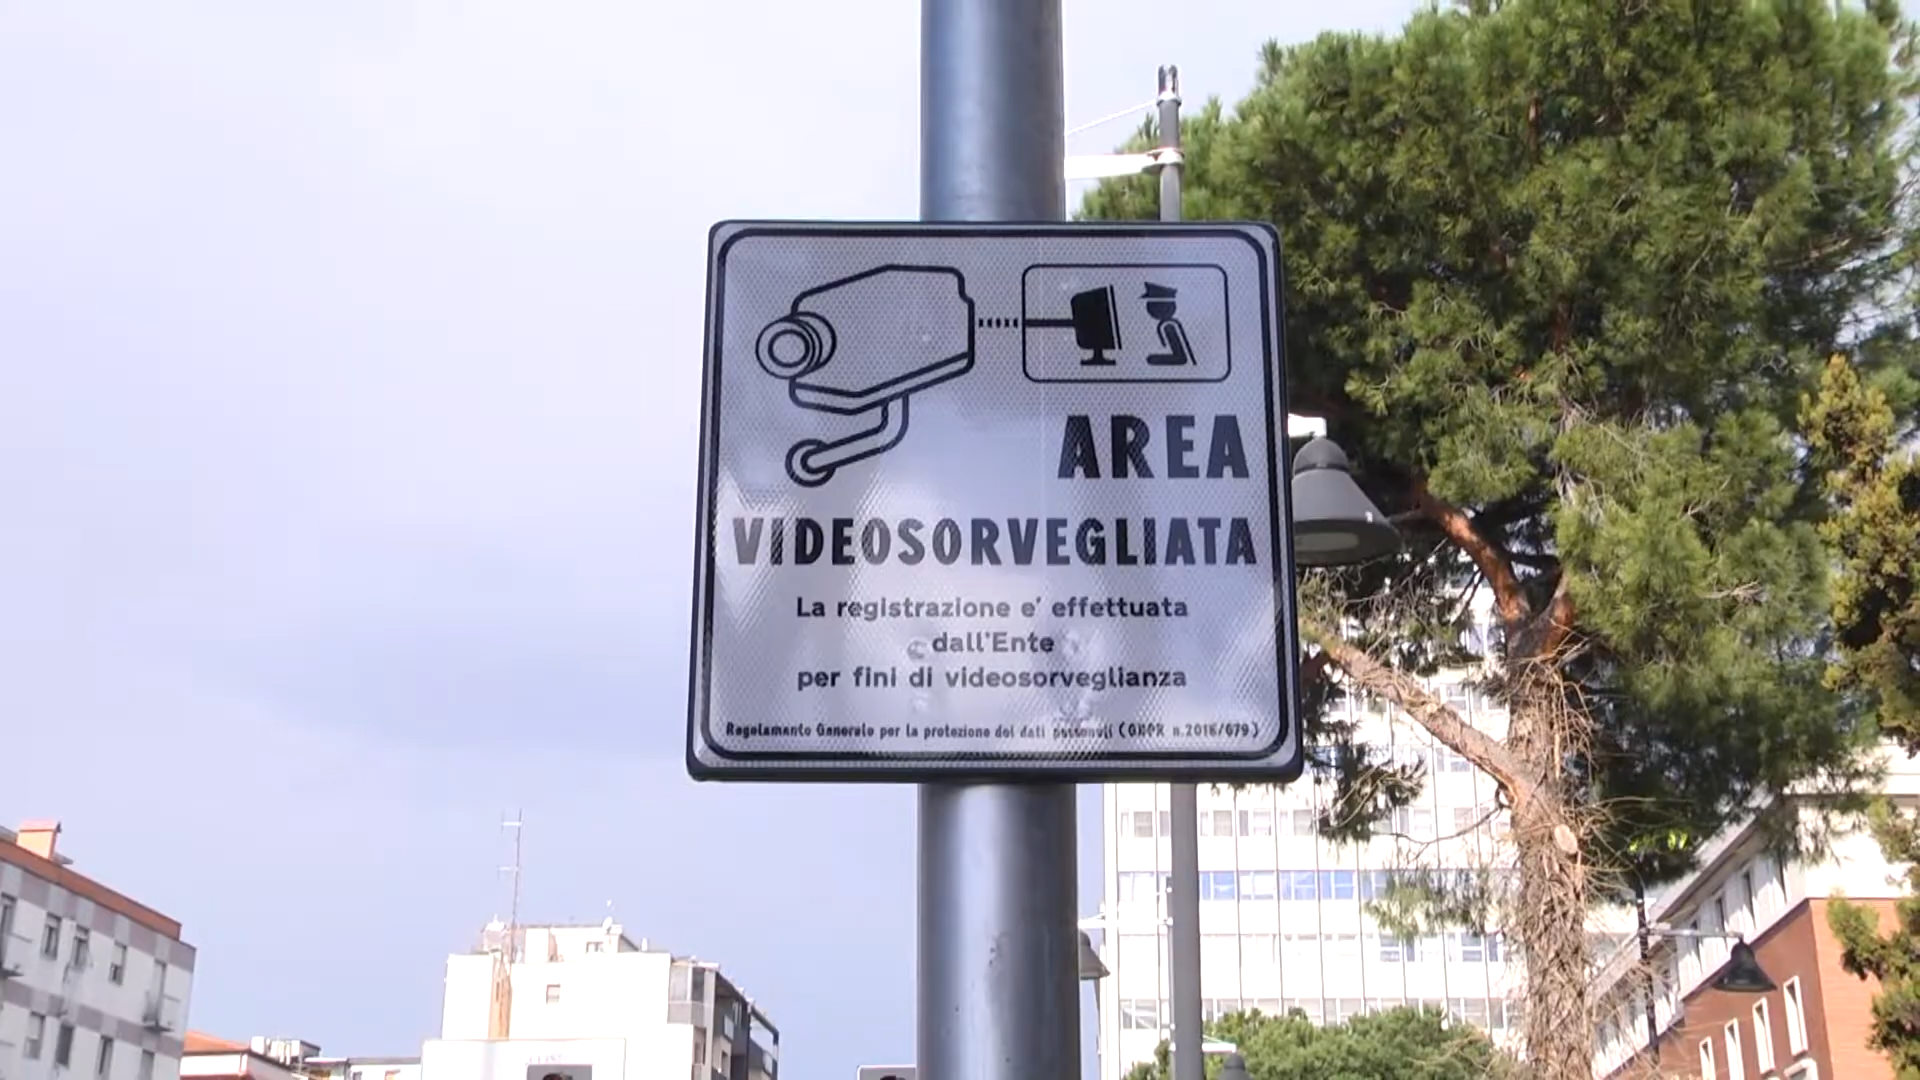 AREA
VIDEOSORVEGLIATA
La registrazione e' effettuata
dall'Ente
per fini di videosorveglianza
Regolamento Generale per la protezione dei dati personali (GDPR n.2016/679)